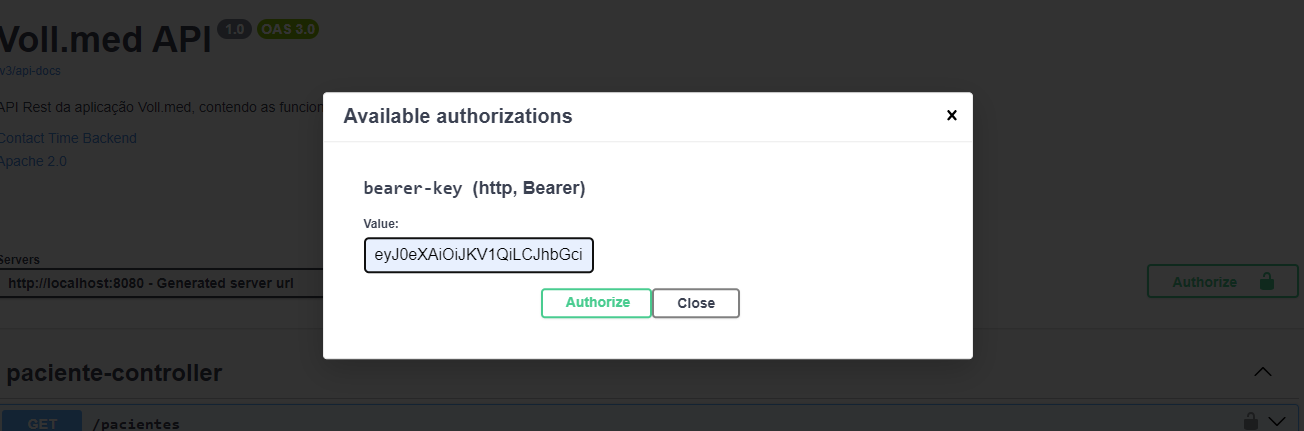 Voll.med API 1.0 OAS 3.0
/v3/api-docs
API Rest da aplicação Voll.med, contendo as funcion
Contact Time Backend
Apache 2.0
Available authorizations
x
bearer-key (http, Bearer)
Value:
eyJ0eXAiOiJKV1QiLCJhbGci
Authorize Close
Servers
http://localhost:8080 - Generated server url
Authorize
paciente-controller
GET /pacientes